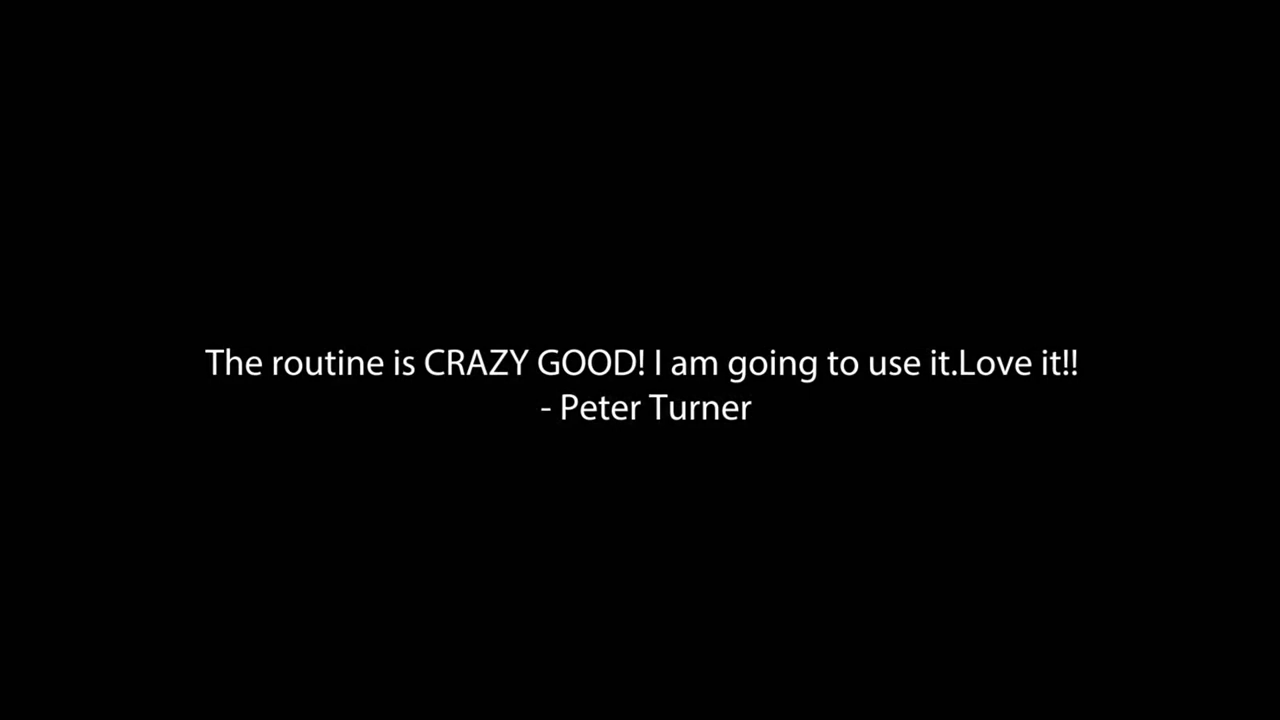 The routine is CRAZY GOOD! I am going to use it.Love it!!
- Peter Turner